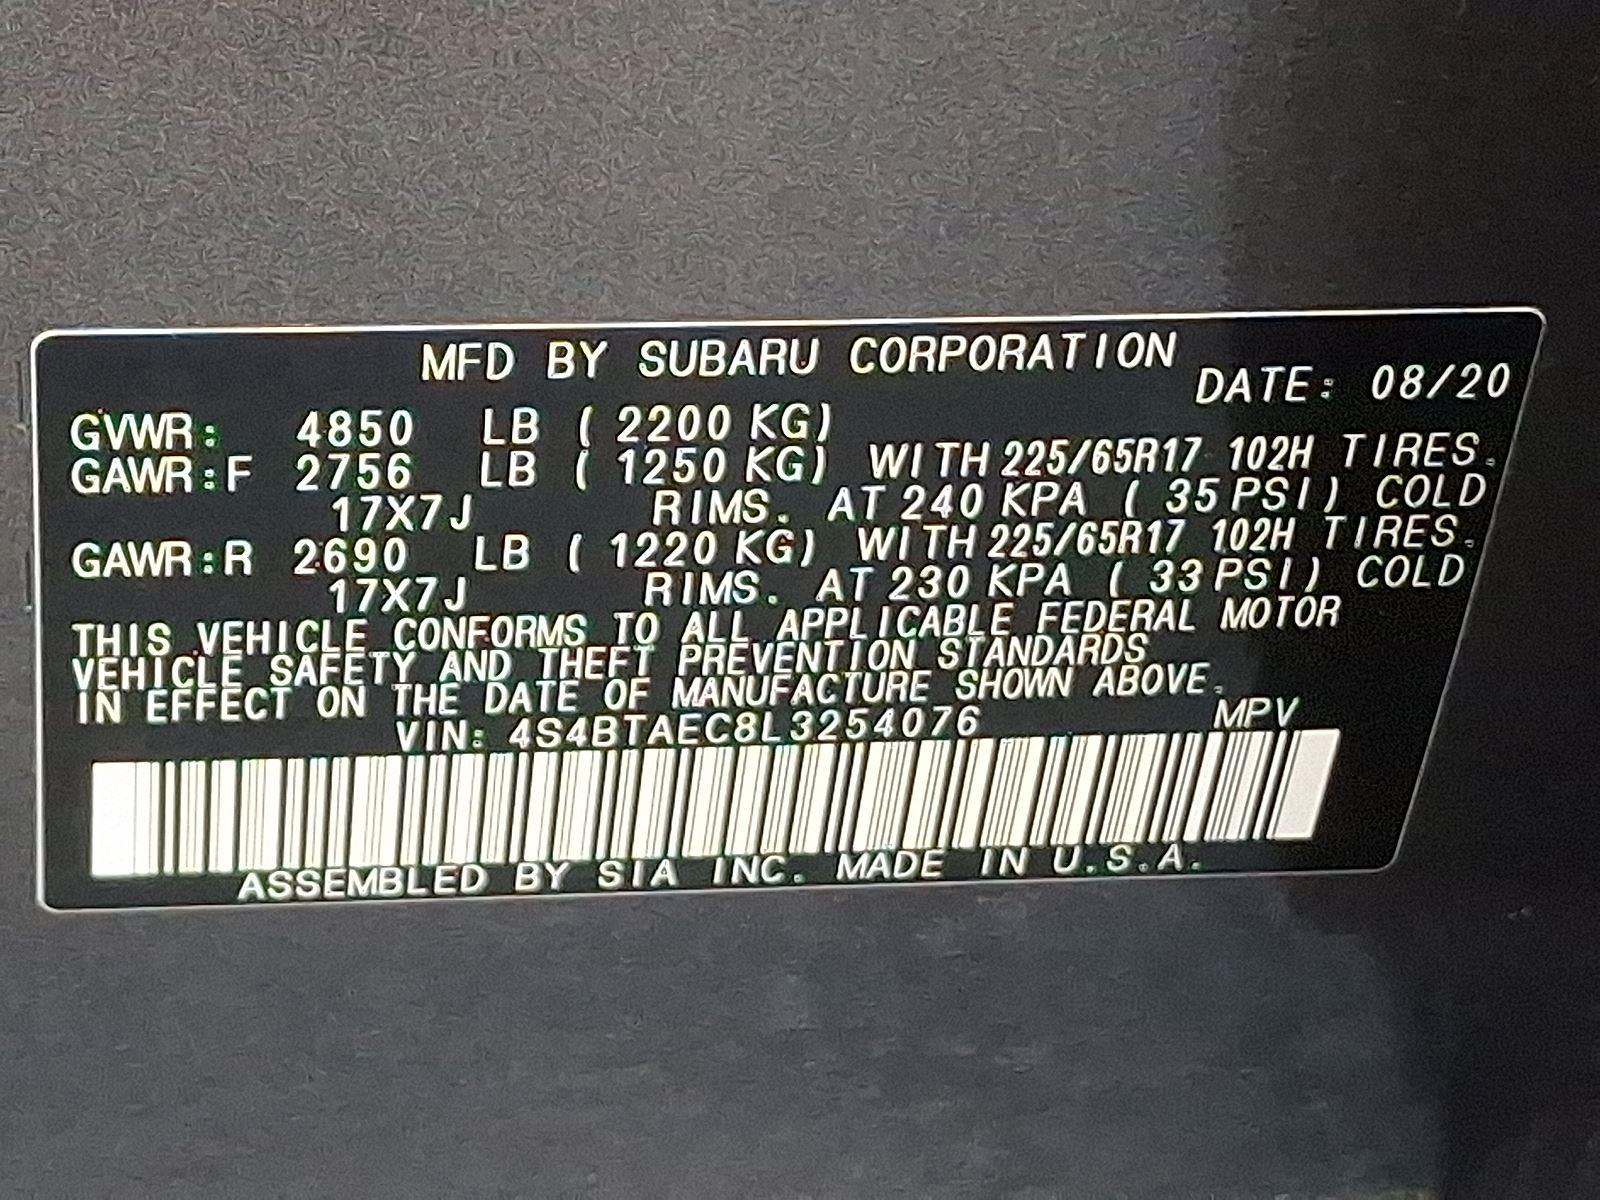 MFD BY SUBARU CORPORATION
DATE: 08/20
GVWR: 4850 LB ( 2200 KG)
GAWR:F 2756 LB ( 1250 KG) WITH 225/65R17 102H TIRES.
17X7J RIMS. AT 240 KPA ( 35 PSI) COLD
GAWR:R 2690 LB ( 1220 KG) WITH 225/65R17 102H TIRES.
17X7J RIMS. AT 230 KPA ( 33 PSI) COLD
THIS VEHICLE CONFORMS TO ALL APPLICABLE FEDERAL MOTOR
VEHICLE SAFETY AND THEFT PREVENTION STANDARDS
IN EFFECT ON THE DATE OF MANUFACTURE SHOWN ABOVE.
VIN: 4S4BTAEC8L3254076 MPV
ASSEMBLED BY SIA INC. MADE IN U.S.A.